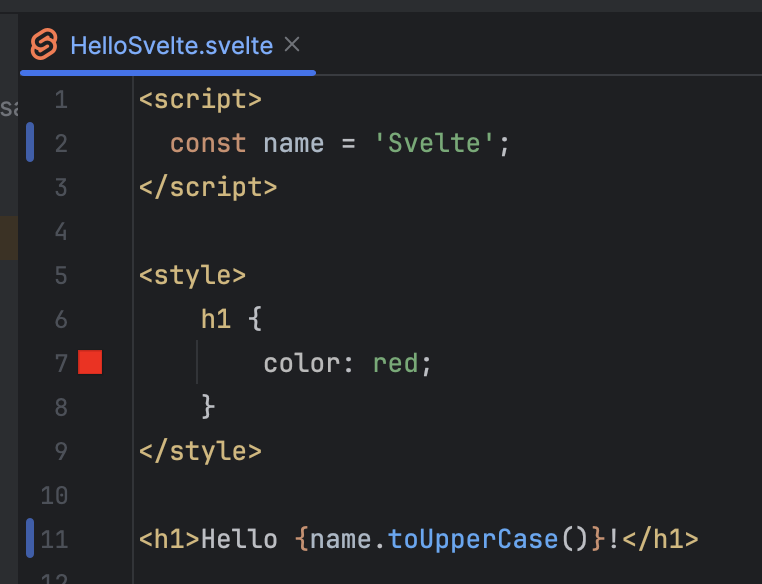 HelloSvelte.svelte
1 <script>
2   const name = 'Svelte';
3 </script>
4
5 <style>
6     h1 {
7         color: red;
8     }
9 </style>
10
11 <h1>Hello {name.toUpperCase()}!</h1>
12